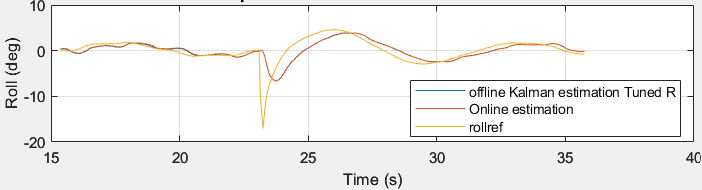 10
0
-10
-20
Roll (deg)
15
20
25
30
35
40
Time (s)
offline Kalman estimation Tuned R
Online estimation
rollref